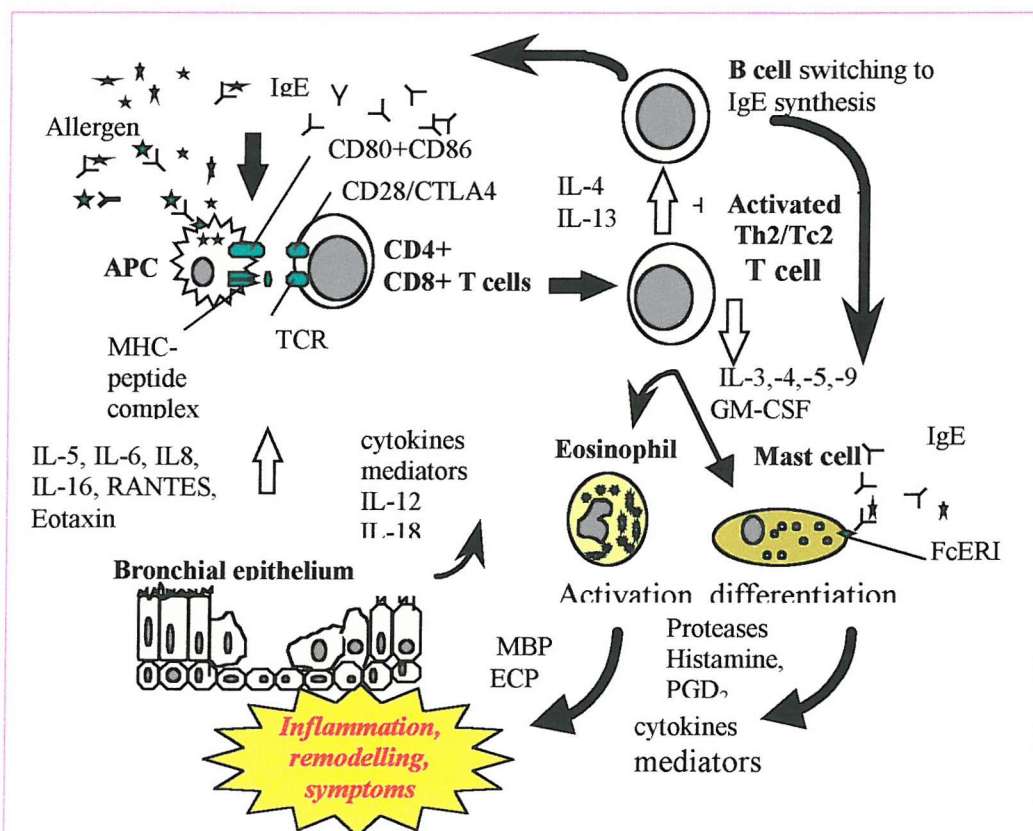 IgE
B cell switching to
IgE synthesis
Allergen
CD80+CD86
CD28/CTLA4
IL-4
IL-13
Activated
Th2/Tc2
T cell
APC
CD4+
CD8+ T cells
TCR
MHC-
peptide
complex
IL-3,-4,-5,-9
GM-CSF
IL-5, IL-6, IL8,
IL-16, RANTES,
Eotaxin
cytokines
mediators
IL-12
IL-18
Eosinophil
Mast cell
IgE
FcERI
Bronchial epithelium
Activation differentiation
MBP
ECP
Proteases
Histamine,
PGD₂
cytokines
mediators
Inflammation,
remodelling,
symptoms